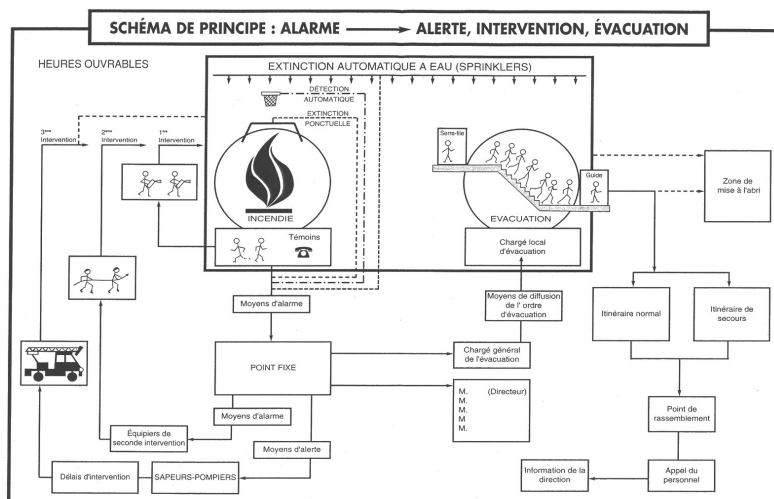 SCHÉMA DE PRINCIPE : ALARME → ALERTE, INTERVENTION, ÉVACUATION
HEURES OUVRABLES
EXTINCTION AUTOMATIQUE A EAU (SPRINKLERS)
DÉTECTION
AUTOMATIQUE
EXTINCTION
PONCTUELLE
3ème
Intervention
2ème
Intervention
1ère
Intervention
INCENDIE
Témoins
Serre-file
Guide
EVACUATION
Chargé local
d'évacuation
Zone de
mise à l'abri
Moyens d'alarme
Moyens de diffusion
de l' ordre
d'évacuation
Itinéraire normal
Itinéraire de
secours
POINT FIXE
Chargé général
de l'évacuation
M. (Directeur)
M.
M.
M
M.
Point de
rassemblement
Moyens d'alarme
Équipiers de
seconde intervention
Moyens d'alerte
Délais d'intervention
SAPEURS-POMPIERS
Information de la
direction
Appel du
personnel